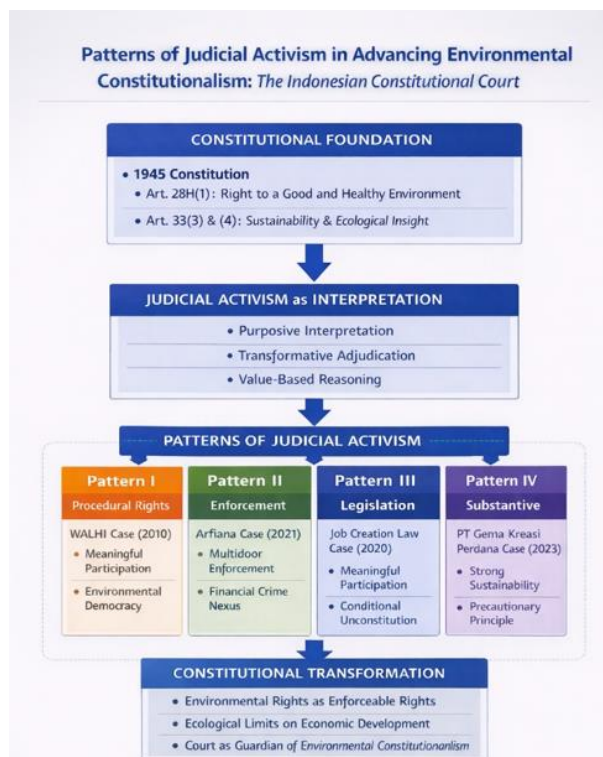 Patterns of Judicial Activism in Advancing Environmental
Constitutionalism: The Indonesian Constitutional Court
CONSTITUTIONAL FOUNDATION
• 1945 Constitution
• Art. 28H(1): Right to a Good and Healthy Environment
• Art. 33(3) & (4): Sustainability & Ecological Insight
JUDICIAL ACTIVISM as INTERPRETATION
• Purposive Interpretation
• Transformative Adjudication
• Value-Based Reasoning
PATTERNS OF JUDICIAL ACTIVISM
Pattern I
Procedural Rights
WALHI Case (2010)
• Meaningful
Participation
• Environmental
Democracy
Pattern II
Enforcement
Arfiana Case (2021)
• Multidoor
Enforcement
• Financial Crime
Nexus
Pattern III
Legislation
Job Creation Law
Case (2020)
• Meaningful
Participation
• Conditional
Unconstitution
Pattern IV
Substantive
PT Gema Kreasi
Perdana Case (2023)
• Strong
Sustainability
• Precautionary
Principle
CONSTITUTIONAL TRANSFORMATION
• Environmental Rights as Enforceable Rights
• Ecological Limits on Economic Development
• Court as Guardian of Environmental Constitutionanlism